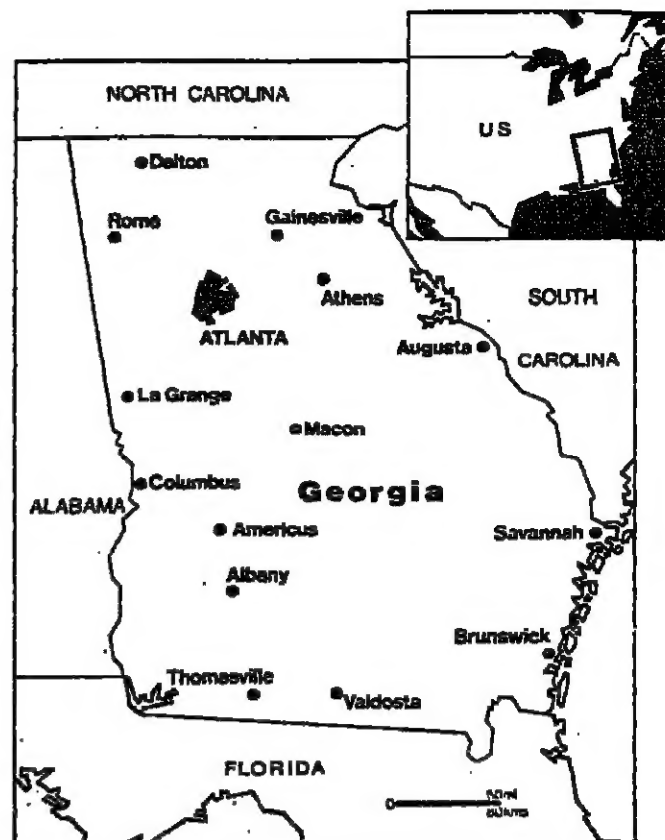 NORTH CAROLINA
US
Dalton
Rome
Gainesville
Athens
ATLANTA
SOUTH
CAROLINA
Augusta
La Grange
Macon
Columbus
Georgia
ALABAMA
Americus
Savannah
Albany
Brunswick
Thomasville
Valdosta
FLORIDA
0